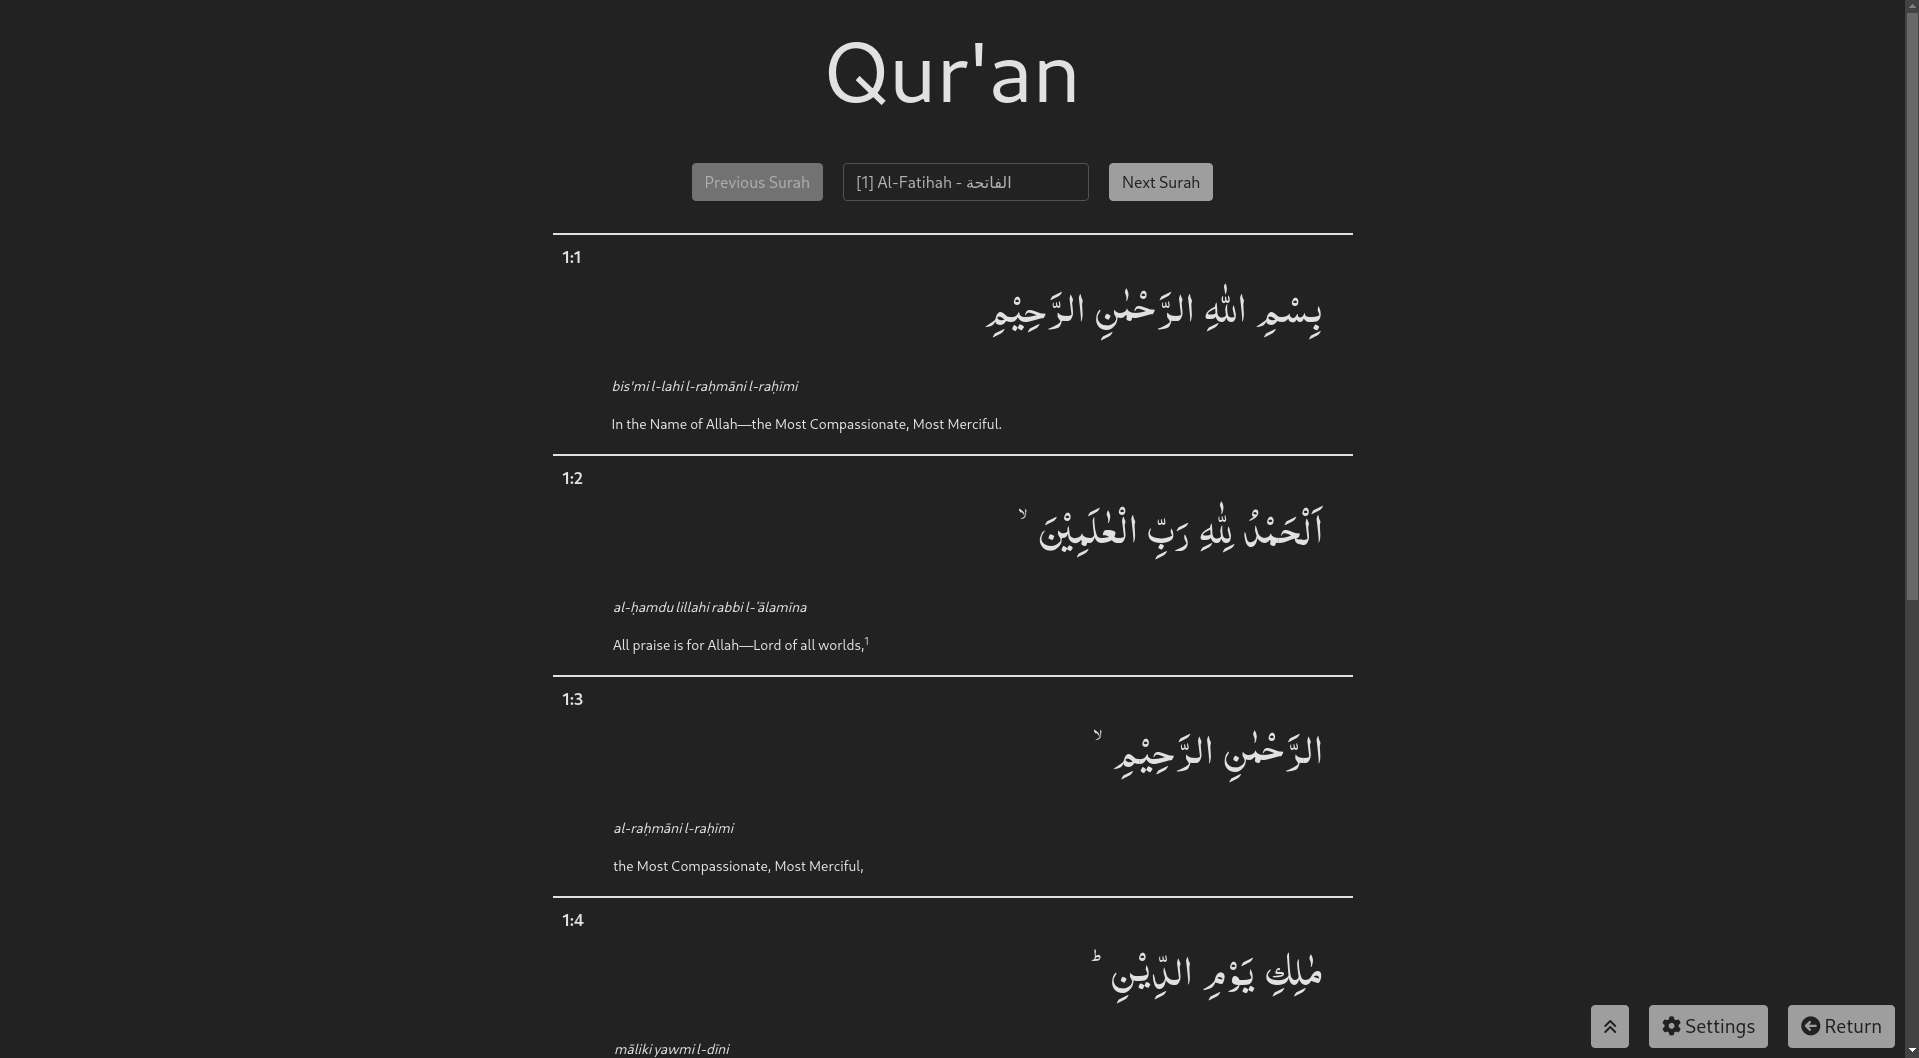 Qur'an
Previous Surah [1] Al-Fatihah - الفاتحة Next Surah
1:1
بِسْمِ اللّٰهِ الرَّحْمٰنِ الرَّحِيْمِ
bis'mi l-lahi l-raḥmāni l-raḥīmi
In the Name of Allah—the Most Compassionate, Most Merciful.
1:2
اَلْحَمْدُ لِلّٰهِ رَبِّ الْعٰلَمِيْنَ ۙ
al-ḥamdu lillahi rabbi l-ʿālamīna
All praise is for Allah—Lord of all worlds,¹
1:3
الرَّحْمٰنِ الرَّحِيْمِ ۙ
al-raḥmāni l-raḥīmi
the Most Compassionate, Most Merciful,
1:4
مٰلِكِ يَوْمِ الدِّيْنِ ؕ
māliki yawmi l-dīni
Settings Return